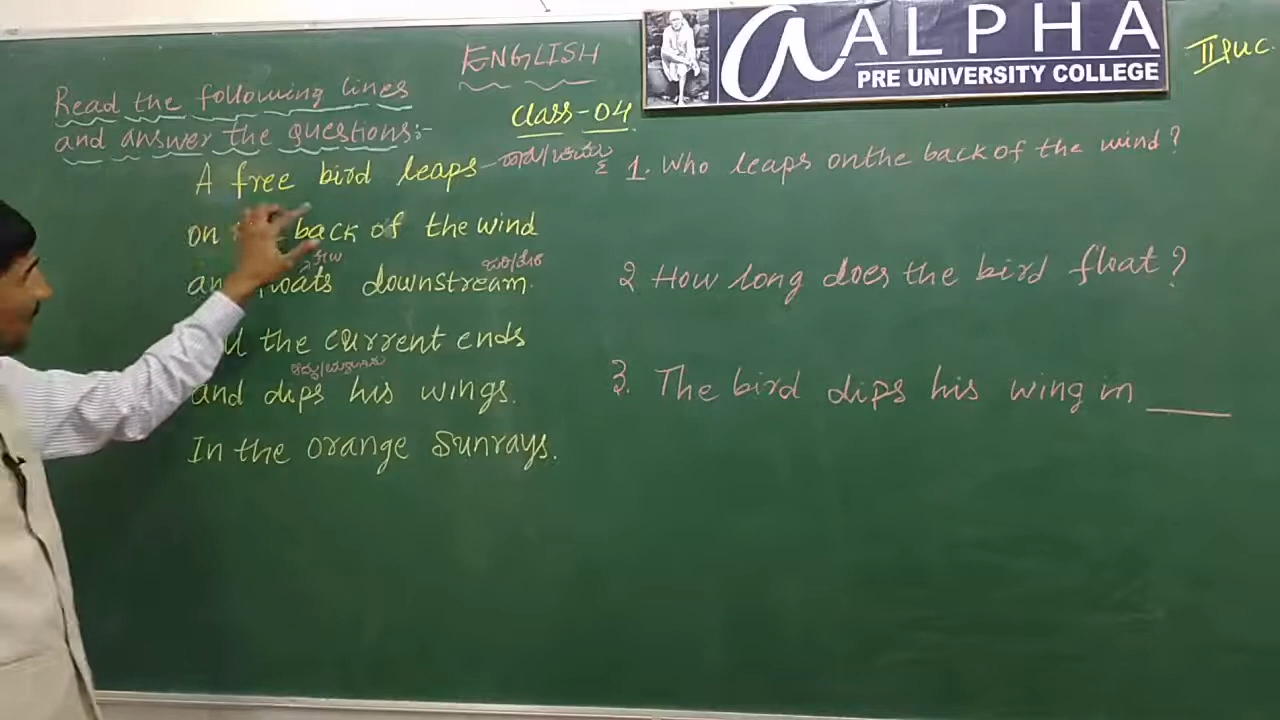 ENGLISH
ALPHA
PRE UNIVERSITY COLLEGE
II PUC
Class-04
Read the following lines
and answer the questions:-
A free bird leaps
on back of the wind
floats downstream.
the current ends
and dips his wings.
In the orange Sunrays.
1. Who leaps on the back of the wind?
2. How long does the bird float?
3. The bird dips his wing in ____